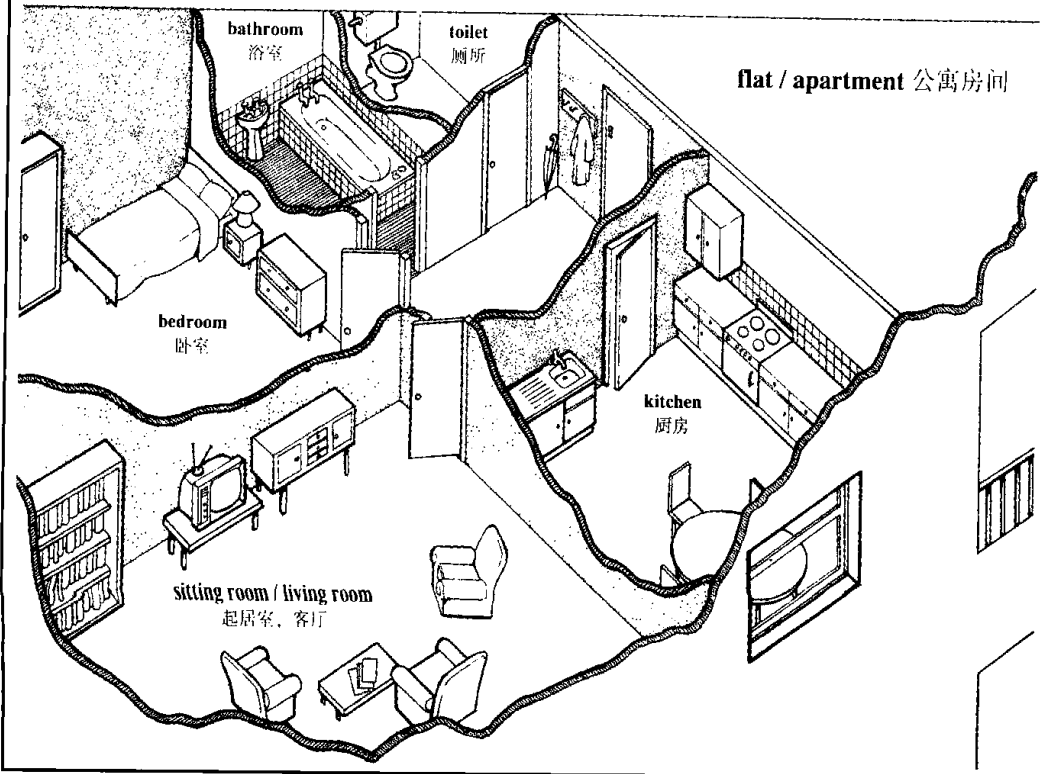 bathroom
浴室
toilet
厕所
flat / apartment 公寓房间
bedroom
卧室
kitchen
厨房
sitting room / living room
起居室，客厅